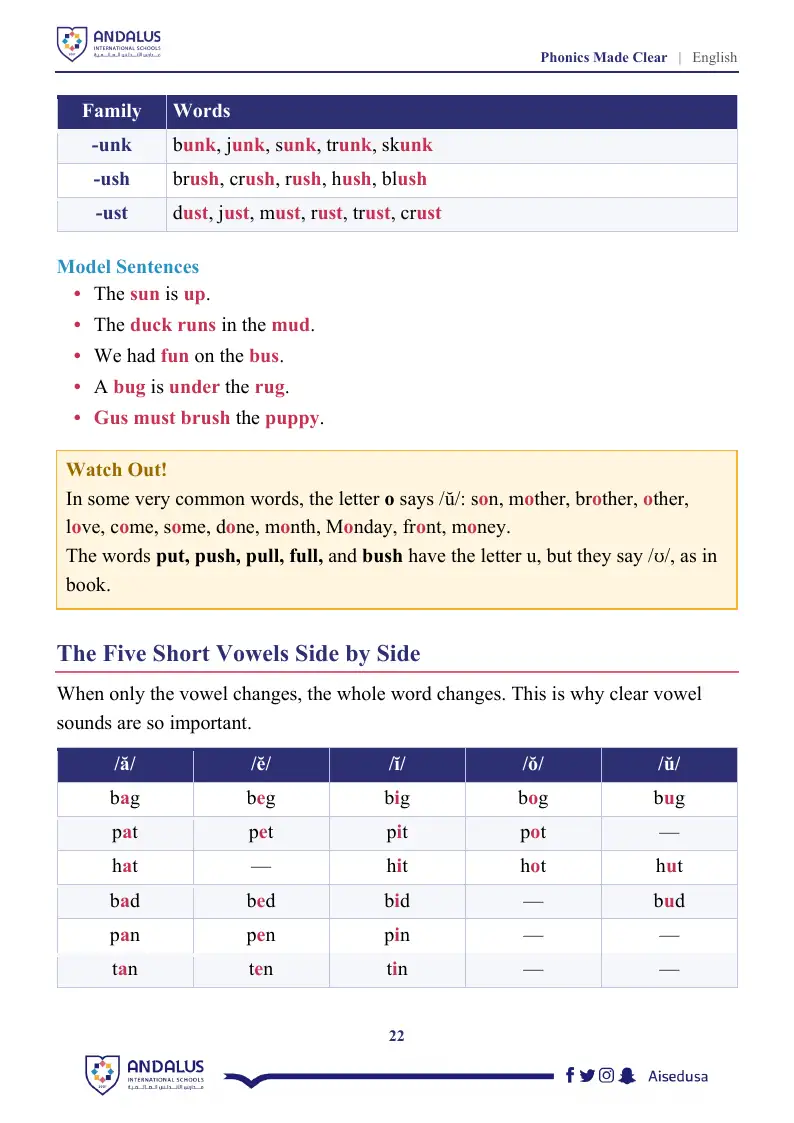 ANDALUS
INTERNATIONAL SCHOOLS
مدارس الأندلس العالمية
Phonics Made Clear | English
Family Words
-unk bunk, junk, sunk, trunk, skunk
-ush brush, crush, rush, hush, blush
-ust dust, just, must, rust, trust, crust
Model Sentences
• The sun is up.
• The duck runs in the mud.
• We had fun on the bus.
• A bug is under the rug.
• Gus must brush the puppy.
Watch Out!
In some very common words, the letter o says /ŭ/: son, mother, brother, other,
love, come, some, done, month, Monday, front, money.
The words put, push, pull, full, and bush have the letter u, but they say /ʊ/, as in
book.
The Five Short Vowels Side by Side
When only the vowel changes, the whole word changes. This is why clear vowel
sounds are so important.
/ă/ /ĕ/ /ĭ/ /ŏ/ /ŭ/
bag beg big bog bug
pat pet pit pot —
hat — hit hot hut
bad bed bid — bud
pan pen pin — —
tan ten tin — —
22
ANDALUS
INTERNATIONAL SCHOOLS
مدارس الأندلس العالمية
Aisedusa